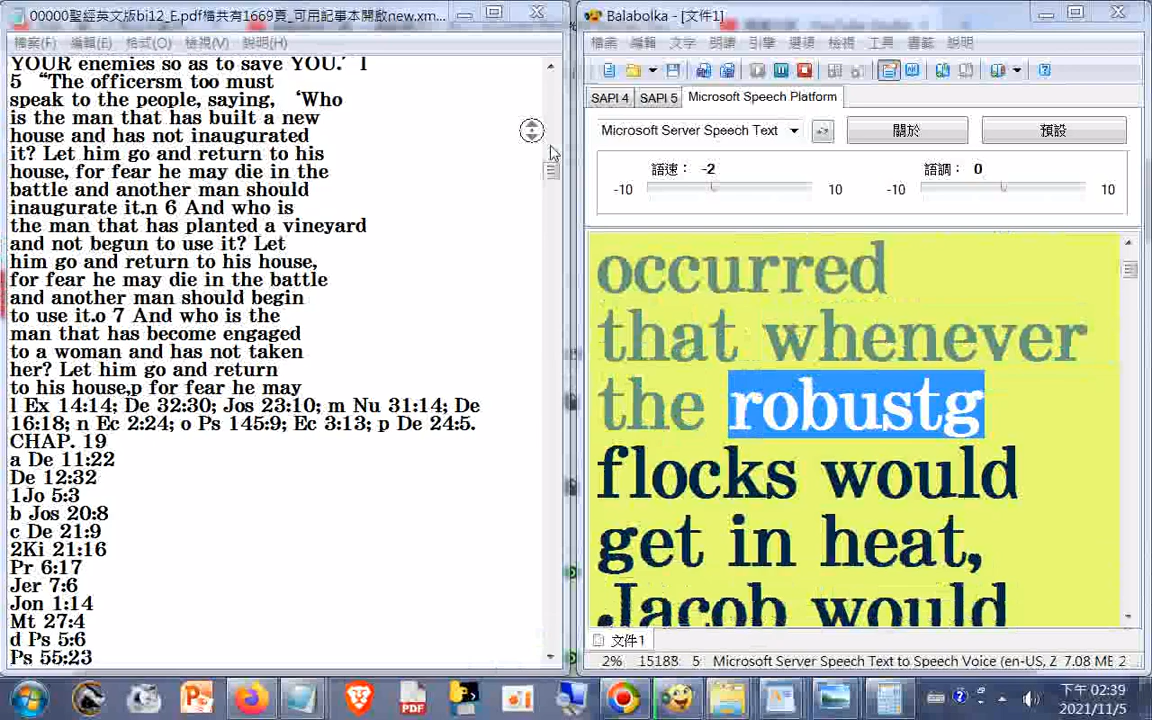 00000聖經英文版bi12_E.pdf檔共有1669頁_可用記事本開啟new.xm...
檔案(F) 編輯(E) 格式(O) 檢視(V) 說明(H)
YOUR enemies so as to save YOU.’ l
5 “The officersm too must
speak to the people, saying, ‘Who
is the man that has built a new
house and has not inaugurated
it? Let him go and return to his
house, for fear he may die in the
battle and another man should
inaugurate it.n 6 And who is
the man that has planted a vineyard
and not begun to use it? Let
him go and return to his house,
for fear he may die in the battle
and another man should begin
to use it.o 7 And who is the
man that has become engaged
to a woman and has not taken
her? Let him go and return
to his house,p for fear he may
l Ex 14:14; De 32:30; Jos 23:10; m Nu 31:14; De
16:18; n Ec 2:24; o Ps 145:9; Ec 3:13; p De 24:5.
CHAP. 19
a De 11:22
De 12:32
1Jo 5:3
b Jos 20:8
c De 21:9
2Ki 21:16
Pr 6:17
Jer 7:6
Jon 1:14
Mt 27:4
d Ps 5:6
Ps 55:23
Balabolka - [文件1]
檔案 編輯 文字 朗讀 引擎 選項 檢視 工具 書籤 說明
SAPI 4 SAPI 5 Microsoft Speech Platform
Microsoft Server Speech Text 關於 預設
語速： -2 語調： 0
-10 10 -10 10
occurred
that whenever
the robustg
flocks would
get in heat,
Jacob would
文件1
2% 15188 5 Microsoft Server Speech Text to Speech Voice (en-US, Z 7.08 MB 2
PDF
下午 02:39
2021/11/5